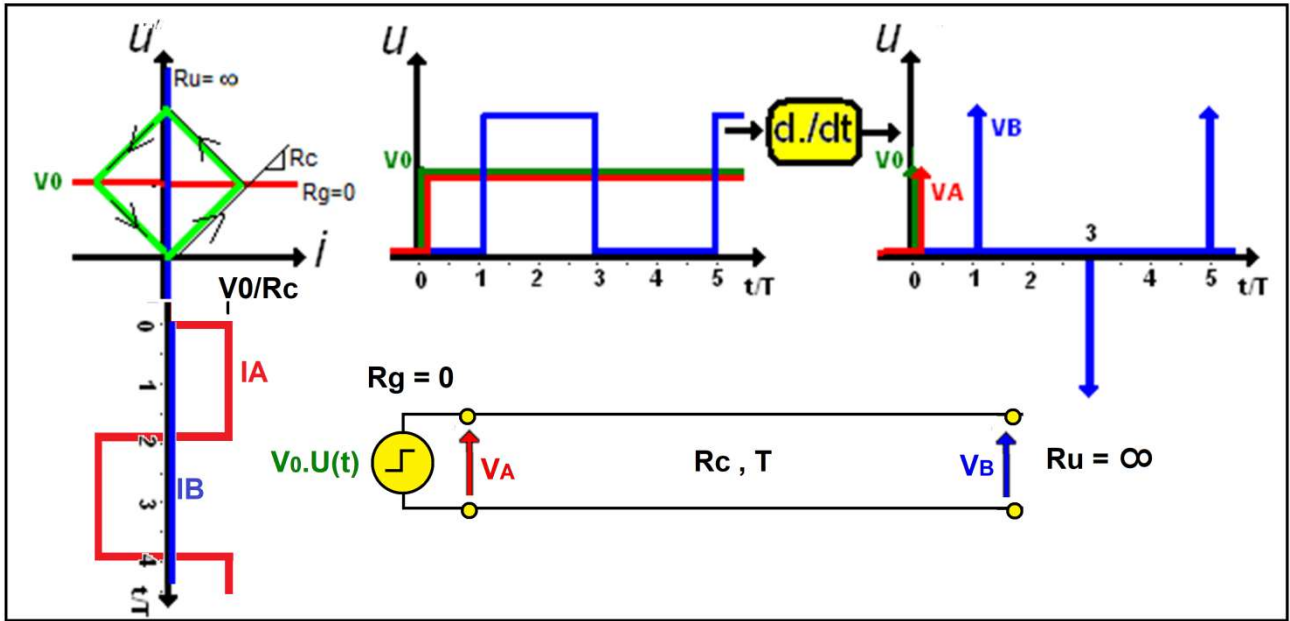 u
Ru= ∞
V0
Rc
Rg=0
i
V0/Rc
0
1
2
3
4
t/T
IA
IB
u
V0
0
1
2
3
4
5
t/T
d./dt
u
V0
VA
VB
3
0
1
2
4
5
t/T
Rg = 0
V0.U(t)
VA
Rc , T
VB
Ru = ∞